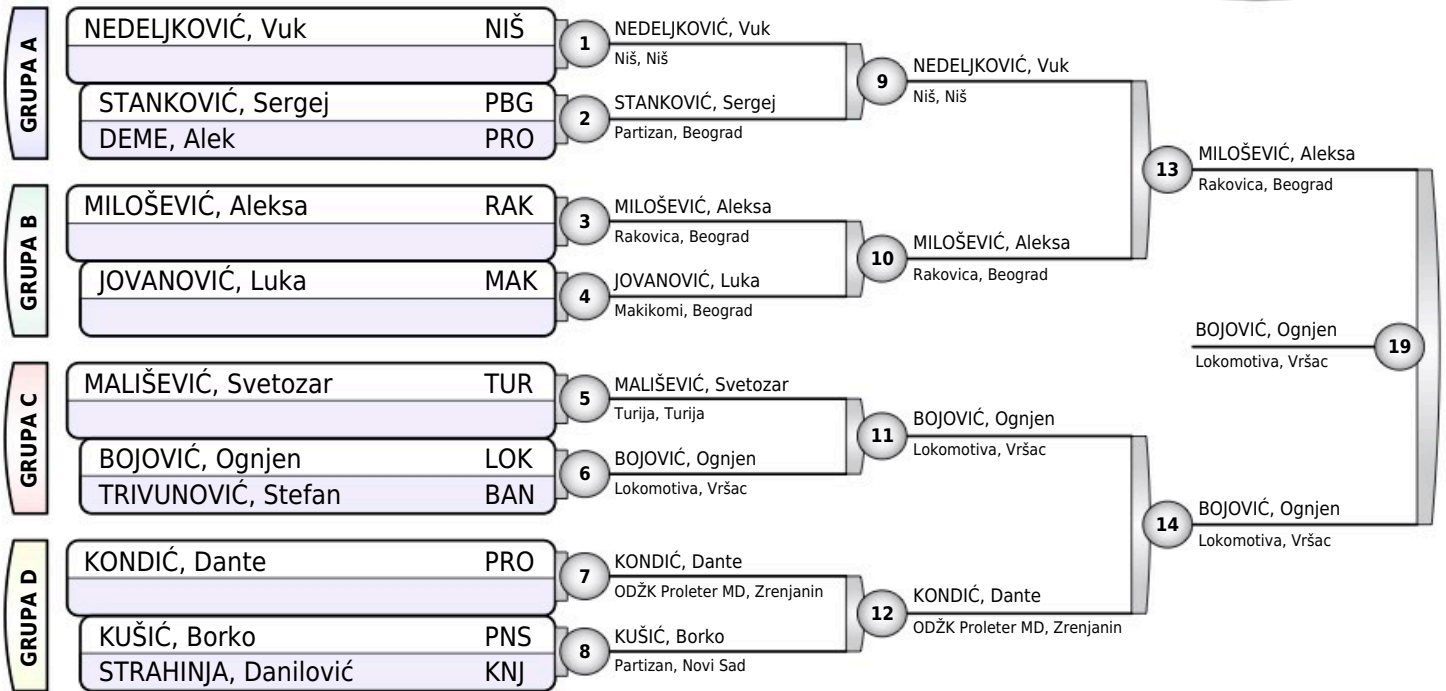 GRUPA A
NEDELJKOVIĆ, Vuk NIŠ
STANKOVIĆ, Sergej PBG
DEME, Alek PRO
1
NEDELJKOVIĆ, Vuk
Niš, Niš
2
STANKOVIĆ, Sergej
Partizan, Beograd
9
NEDELJKOVIĆ, Vuk
Niš, Niš
GRUPA B
MILOŠEVIĆ, Aleksa RAK
JOVANOVIĆ, Luka MAK
3
MILOŠEVIĆ, Aleksa
Rakovica, Beograd
4
JOVANOVIĆ, Luka
Makikomi, Beograd
10
MILOŠEVIĆ, Aleksa
Rakovica, Beograd
13
MILOŠEVIĆ, Aleksa
Rakovica, Beograd
GRUPA C
MALIŠEVIĆ, Svetozar TUR
BOJOVIĆ, Ognjen LOK
TRIVUNOVIĆ, Stefan BAN
5
MALIŠEVIĆ, Svetozar
Turija, Turija
6
BOJOVIĆ, Ognjen
Lokomotiva, Vršac
11
BOJOVIĆ, Ognjen
Lokomotiva, Vršac
GRUPA D
KONDIĆ, Dante PRO
KUŠIĆ, Borko PNS
STRAHINJA, Danilović KNJ
7
KONDIĆ, Dante
ODŽK Proleter MD, Zrenjanin
8
KUŠIĆ, Borko
Partizan, Novi Sad
12
KONDIĆ, Dante
ODŽK Proleter MD, Zrenjanin
14
BOJOVIĆ, Ognjen
Lokomotiva, Vršac
BOJOVIĆ, Ognjen
Lokomotiva, Vršac
19